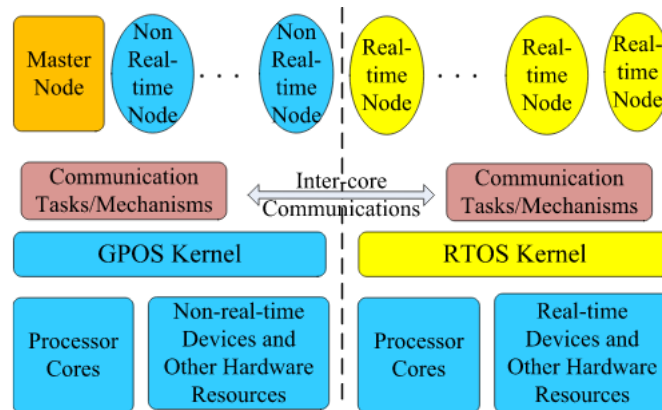 Master
Node
Non
Real-
time
Node
. . .
Non
Real-
time
Node
Real-
time
Node
. . .
Real-
time
Node
Real-
time
Node
Communication
Tasks/Mechanisms
Inter-core
Communications
Communication
Tasks/Mechanisms
GPOS Kernel
RTOS Kernel
Processor
Cores
Non-real-time
Devices and
Other Hardware
Resources
Processor
Cores
Real-time
Devices and
Other Hardware
Resources